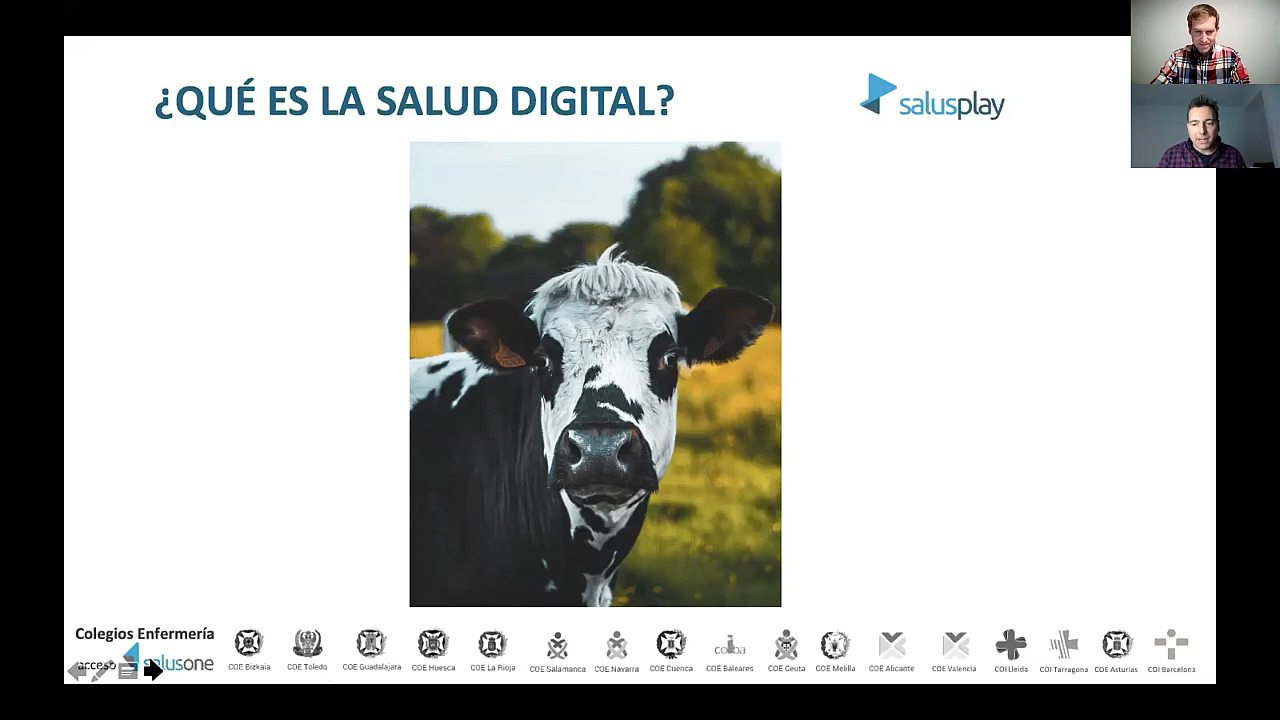 ¿QUÉ ES LA SALUD DIGITAL?
salusplay
Colegios Enfermería
acceso salusone
COE Bizkaia
COE Toledo
COE Guadalajara
COE Huesca
COE La Rioja
COE Salamanca
COE Navarra
COE Cuenca
COE Baleares
COE Ceuta
COE Melilla
COE Alicante
COE Valencia
COI Lleida
COI Tarragona
COE Asturias
COI Barcelona